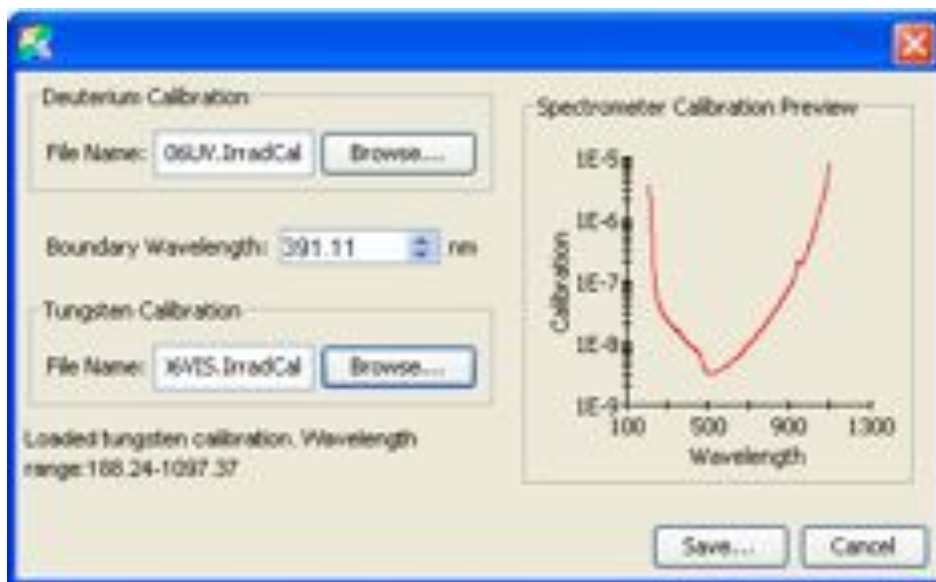 Deuterium Calibration
File Name: 06UV.IrradCal Browse...
Boundary Wavelength: 391.11 nm
Tungsten Calibration
File Name: 6VIS.IrradCal Browse...
Loaded tungsten calibration. Wavelength
range:188.24-1097.37
Spectrometer Calibration Preview
Calibration
1E-5
1E-6
1E-7
1E-8
1E-9
100 500 900 1300
Wavelength
Save... Cancel